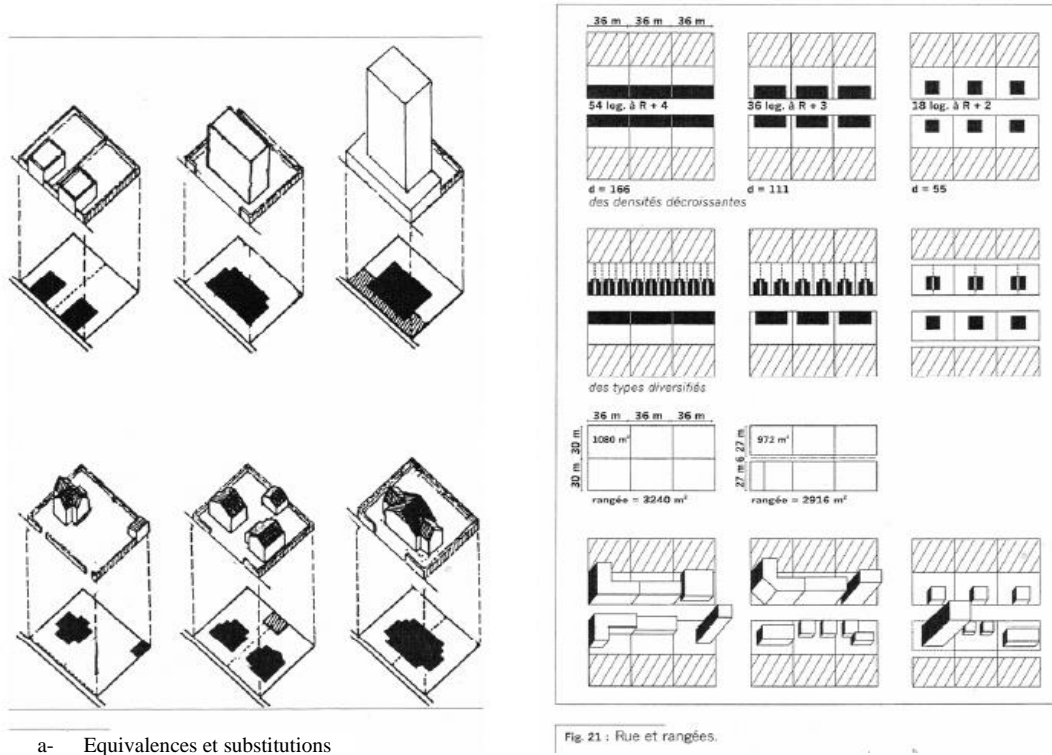 a- Equivalences et substitutions
36 m 36 m 36 m
54 log. à R + 4 36 log. à R + 3 18 log. à R + 2
d = 166 d = 111 d = 55
des densités décroissantes
des types diversifiés
36 m 36 m 36 m
30 m 1080 m² 27 m 972 m²
30 m 27 m 6
rangée = 3240 m² rangée = 2916 m²
Fig. 21 : Rue et rangées.